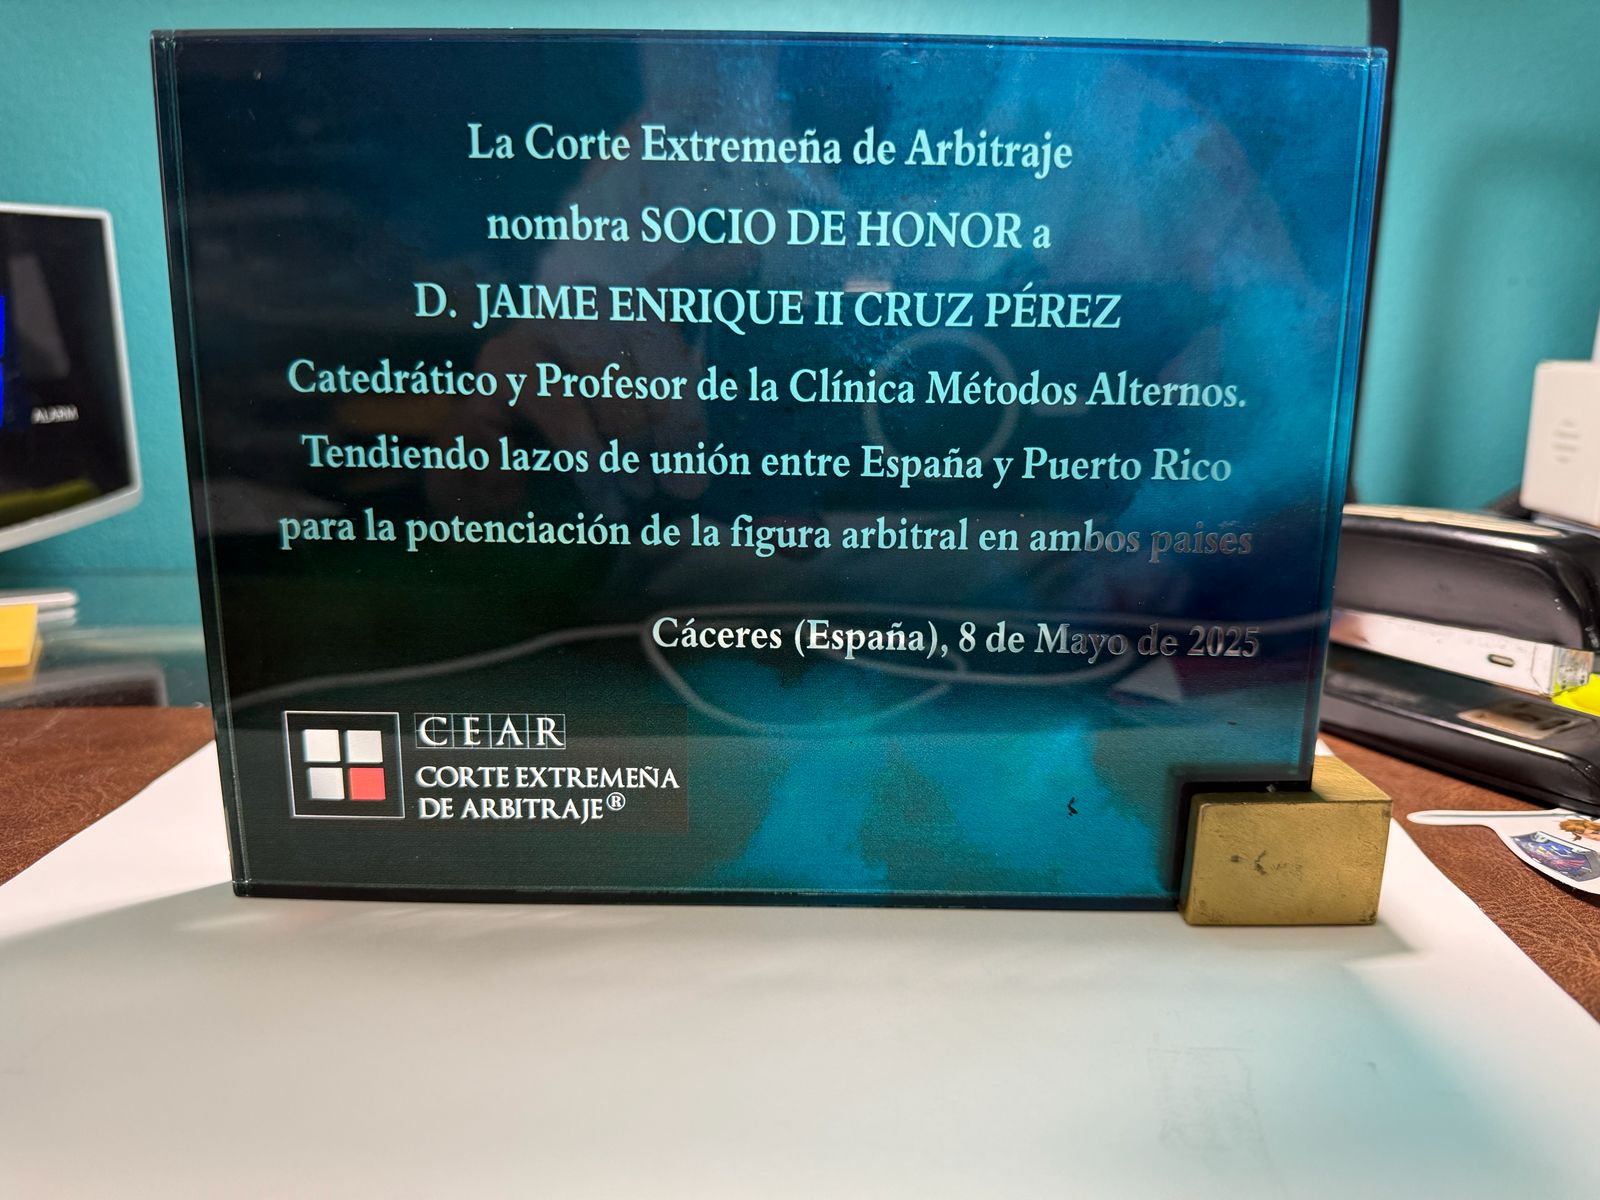 La Corte Extremeña de Arbitraje
nombra SOCIO DE HONOR a
D. JAIME ENRIQUE II CRUZ PÉREZ
Catedrático y Profesor de la Clínica Métodos Alternos.
Tendiendo lazos de unión entre España y Puerto Rico
para la potenciación de la figura arbitral en ambos paises
Cáceres (España), 8 de Mayo de 2025
CEAR
CORTE EXTREMEÑA
DE ARBITRAJE®
ALARM